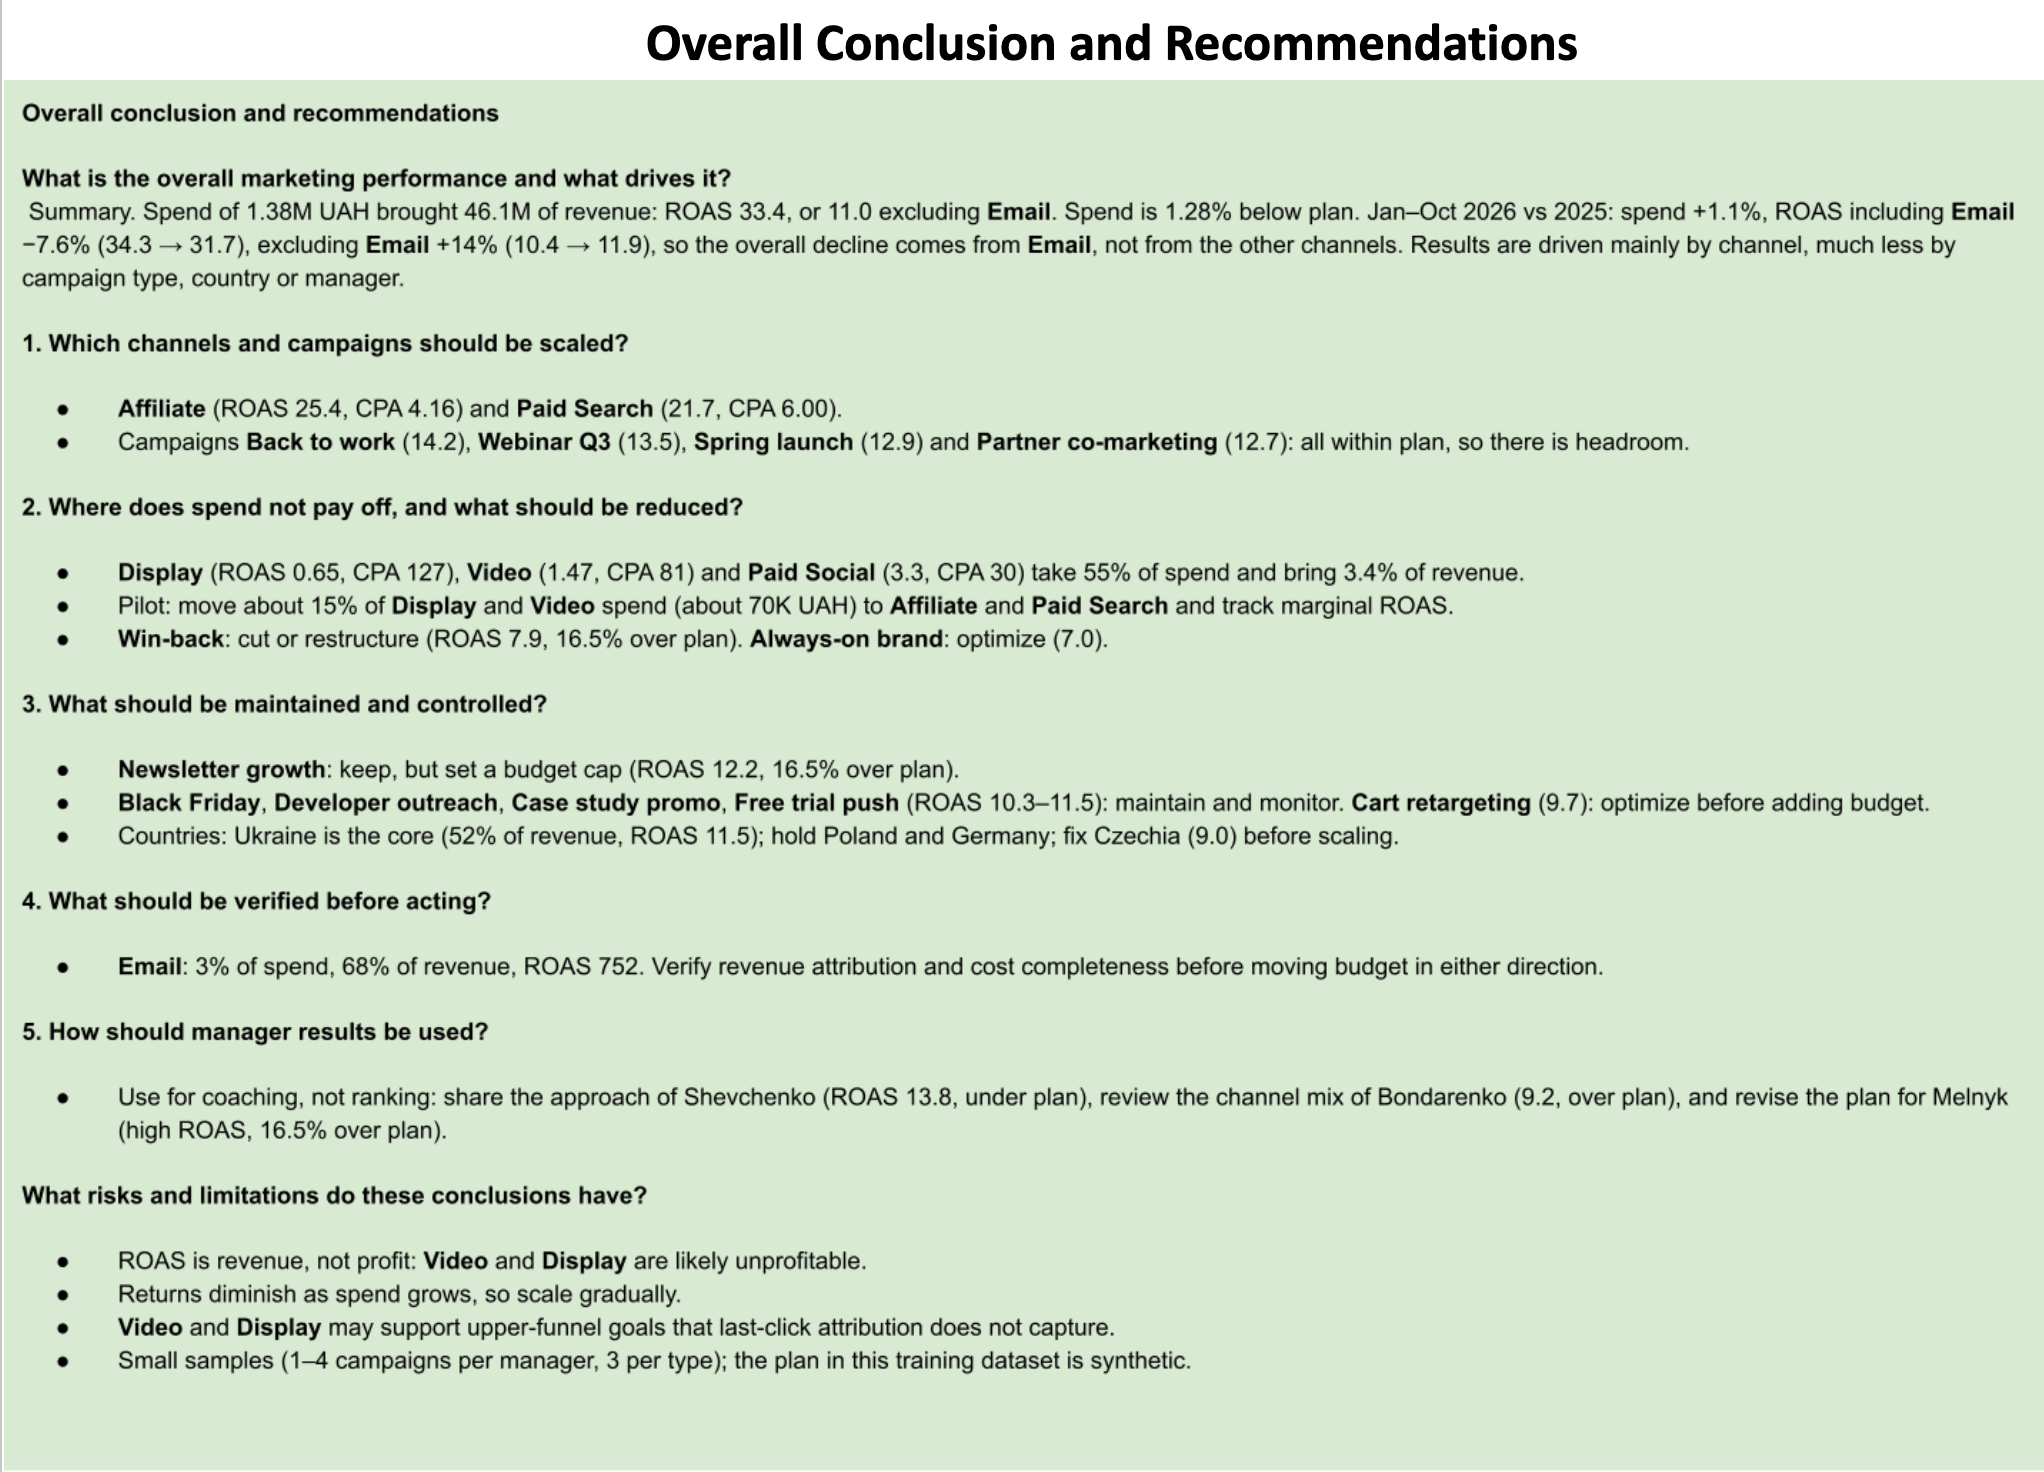 Overall Conclusion and Recommendations
Overall conclusion and recommendations
What is the overall marketing performance and what drives it?
Summary. Spend of 1.38M UAH brought 46.1M of revenue: ROAS 33.4, or 11.0 excluding Email. Spend is 1.28% below plan. Jan–Oct 2026 vs 2025: spend +1.1%, ROAS including Email
−7.6% (34.3 → 31.7), excluding Email +14% (10.4 → 11.9), so the overall decline comes from Email, not from the other channels. Results are driven mainly by channel, much less by
campaign type, country or manager.
1. Which channels and campaigns should be scaled?
● Affiliate (ROAS 25.4, CPA 4.16) and Paid Search (21.7, CPA 6.00).
● Campaigns Back to work (14.2), Webinar Q3 (13.5), Spring launch (12.9) and Partner co-marketing (12.7): all within plan, so there is headroom.
2. Where does spend not pay off, and what should be reduced?
● Display (ROAS 0.65, CPA 127), Video (1.47, CPA 81) and Paid Social (3.3, CPA 30) take 55% of spend and bring 3.4% of revenue.
● Pilot: move about 15% of Display and Video spend (about 70K UAH) to Affiliate and Paid Search and track marginal ROAS.
● Win-back: cut or restructure (ROAS 7.9, 16.5% over plan). Always-on brand: optimize (7.0).
3. What should be maintained and controlled?
● Newsletter growth: keep, but set a budget cap (ROAS 12.2, 16.5% over plan).
● Black Friday, Developer outreach, Case study promo, Free trial push (ROAS 10.3–11.5): maintain and monitor. Cart retargeting (9.7): optimize before adding budget.
● Countries: Ukraine is the core (52% of revenue, ROAS 11.5); hold Poland and Germany; fix Czechia (9.0) before scaling.
4. What should be verified before acting?
● Email: 3% of spend, 68% of revenue, ROAS 752. Verify revenue attribution and cost completeness before moving budget in either direction.
5. How should manager results be used?
● Use for coaching, not ranking: share the approach of Shevchenko (ROAS 13.8, under plan), review the channel mix of Bondarenko (9.2, over plan), and revise the plan for Melnyk
(high ROAS, 16.5% over plan).
What risks and limitations do these conclusions have?
● ROAS is revenue, not profit: Video and Display are likely unprofitable.
● Returns diminish as spend grows, so scale gradually.
● Video and Display may support upper-funnel goals that last-click attribution does not capture.
● Small samples (1–4 campaigns per manager, 3 per type); the plan in this training dataset is synthetic.